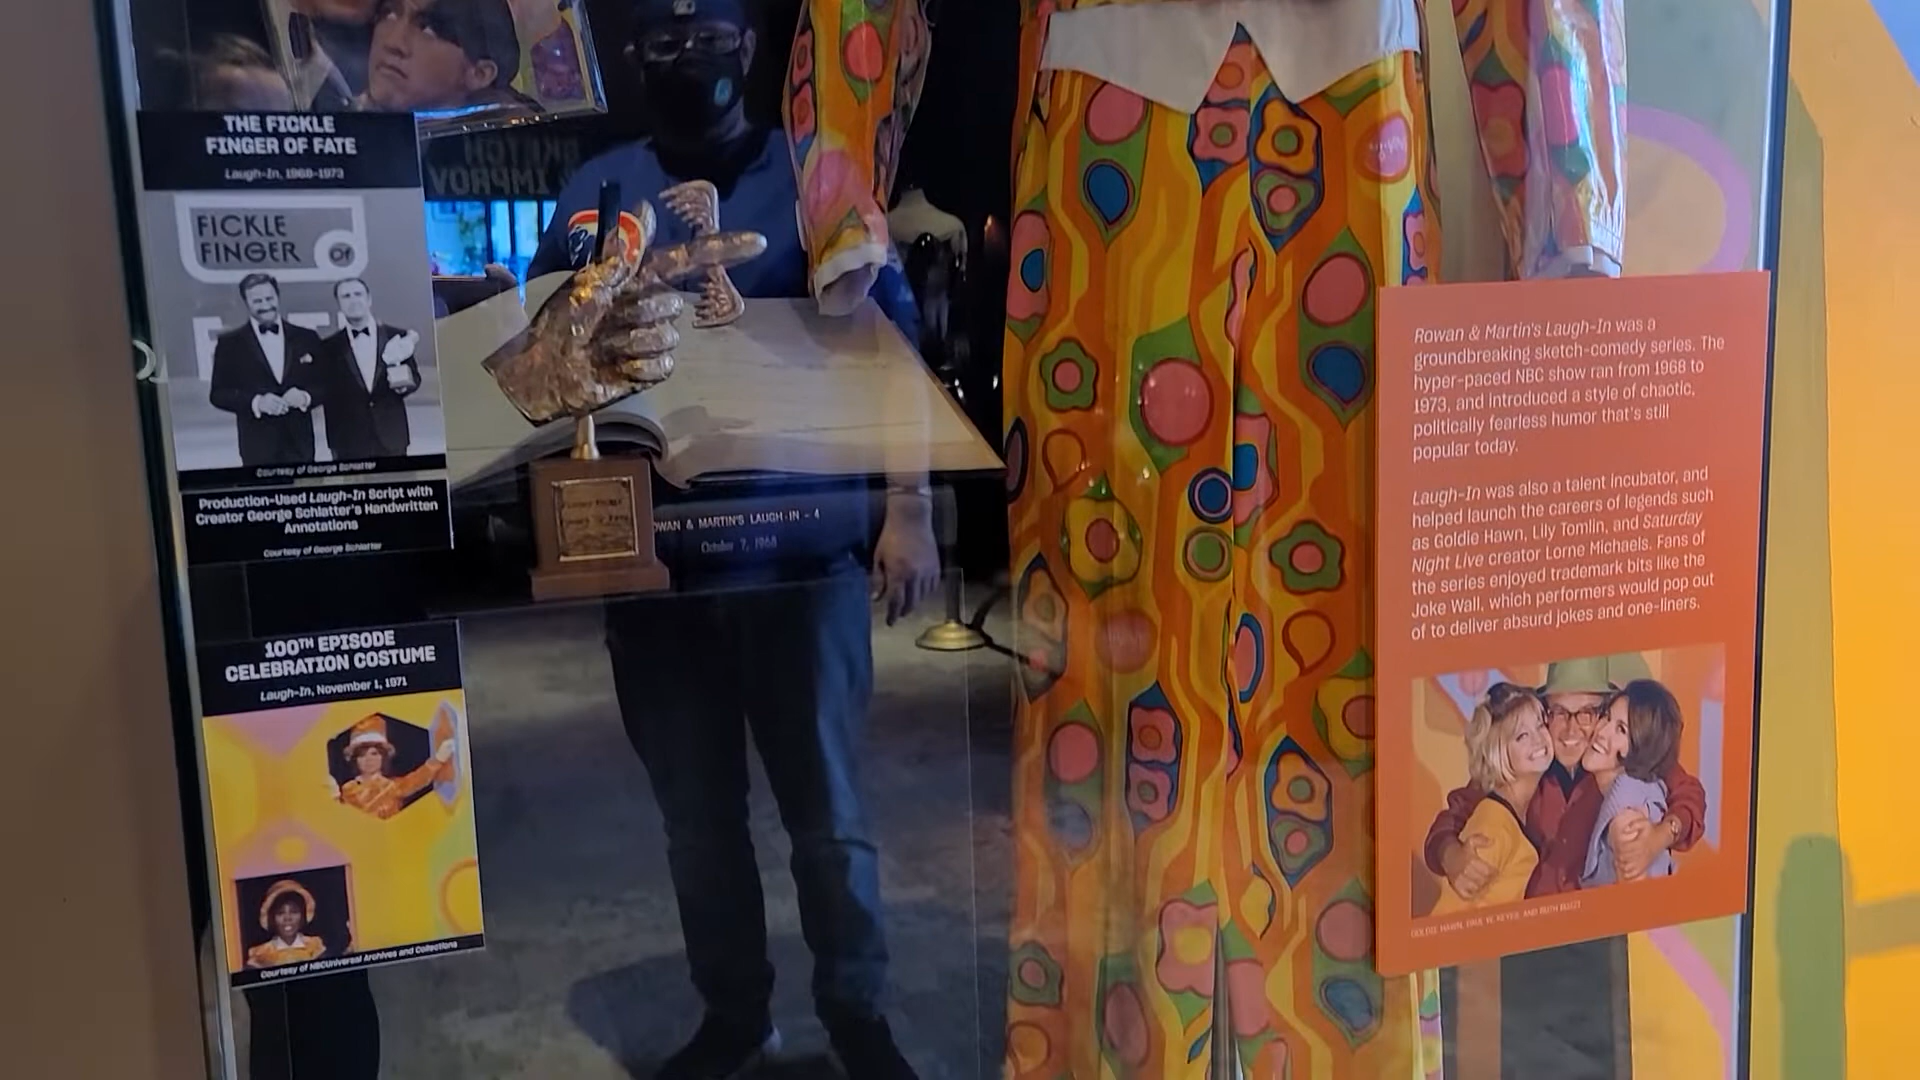 THE FICKLE
FINGER OF FATE
Laugh-In, 1968-1973
FICKLE
FINGER OF
Courtesy of George Schlatter
Production-Used Laugh-In Script with
Creator George Schlatter's Handwritten
Annotations
Courtesy of George Schlatter
ROWAN & MARTIN'S LAUGH-IN - 4
October 7, 1968
100TH EPISODE
CELEBRATION COSTUME
Laugh-In, November 1, 1971
Courtesy of NBCUniversal Archives and Collections
Rowan & Martin's Laugh-In was a
groundbreaking sketch-comedy series. The
hyper-paced NBC show ran from 1968 to
1973, and introduced a style of chaotic,
politically fearless humor that's still
popular today.
Laugh-In was also a talent incubator, and
helped launch the careers of legends such
as Goldie Hawn, Lily Tomlin, and Saturday
Night Live creator Lorne Michaels. Fans of
the series enjoyed trademark bits like the
Joke Wall, which performers would pop out
of to deliver absurd jokes and one-liners.
GOLDIE HAWN, PAUL W. KEYES, AND RUTH BUZZI